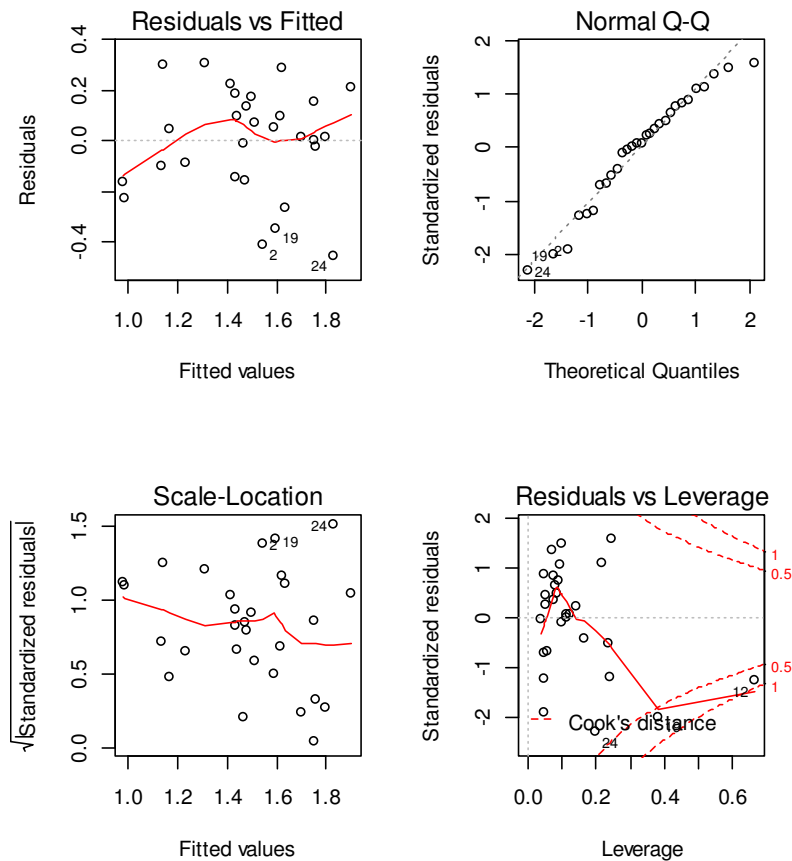 Residuals vs Fitted
0.4
0.2
0.0
-0.4
Residuals
19
2
24
1.0 1.2 1.4 1.6 1.8
Fitted values
Normal Q-Q
2
1
0
-1
-2
Standardized residuals
19 2
24
-2 -1 0 1 2
Theoretical Quantiles
Scale-Location
1.5
1.0
0.5
0.0
√|Standardized residuals|
24
2 19
1.0 1.2 1.4 1.6 1.8
Fitted values
Residuals vs Leverage
2
1
0
-1
-2
Standardized residuals
1
0.5
0.5
1
12
Cook's distance
24
0.0 0.2 0.4 0.6
Leverage